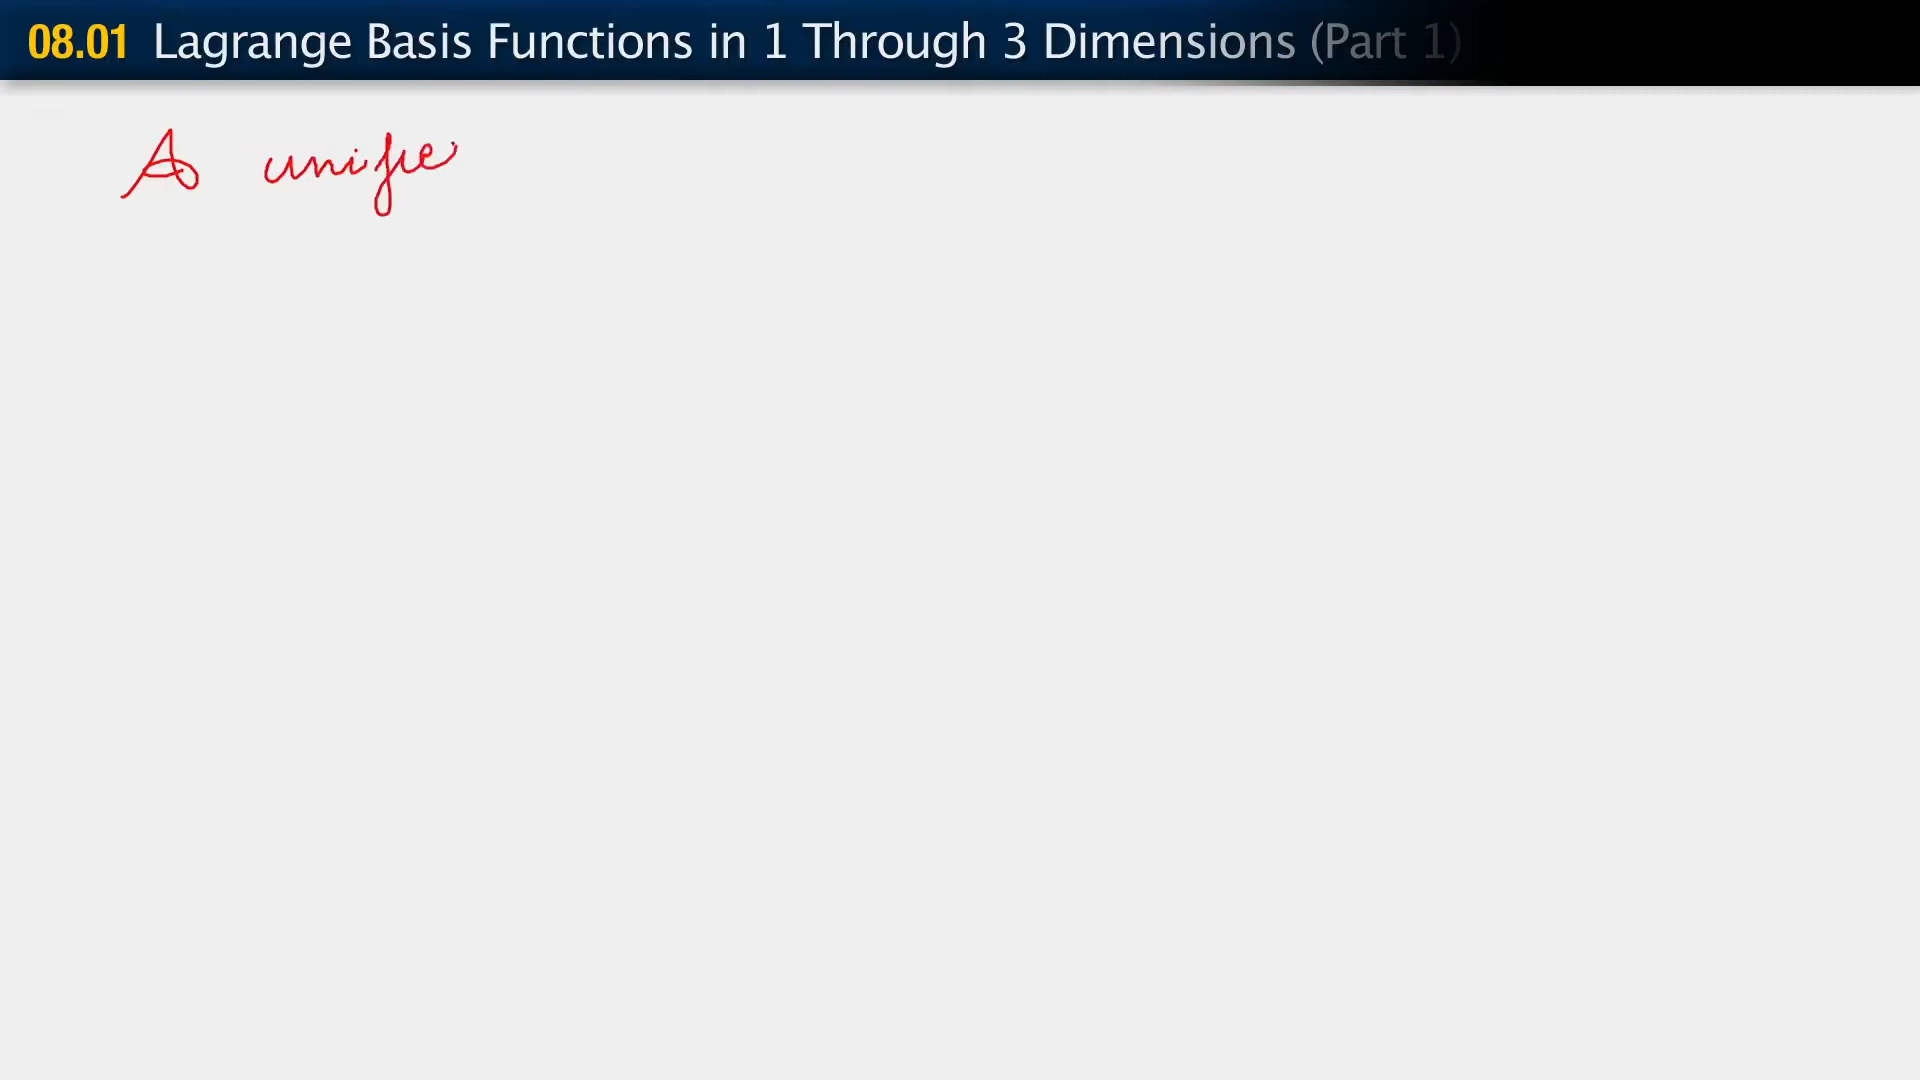 08.01 Lagrange Basis Functions in 1 Through 3 Dimensions (Part 1)
A unifie